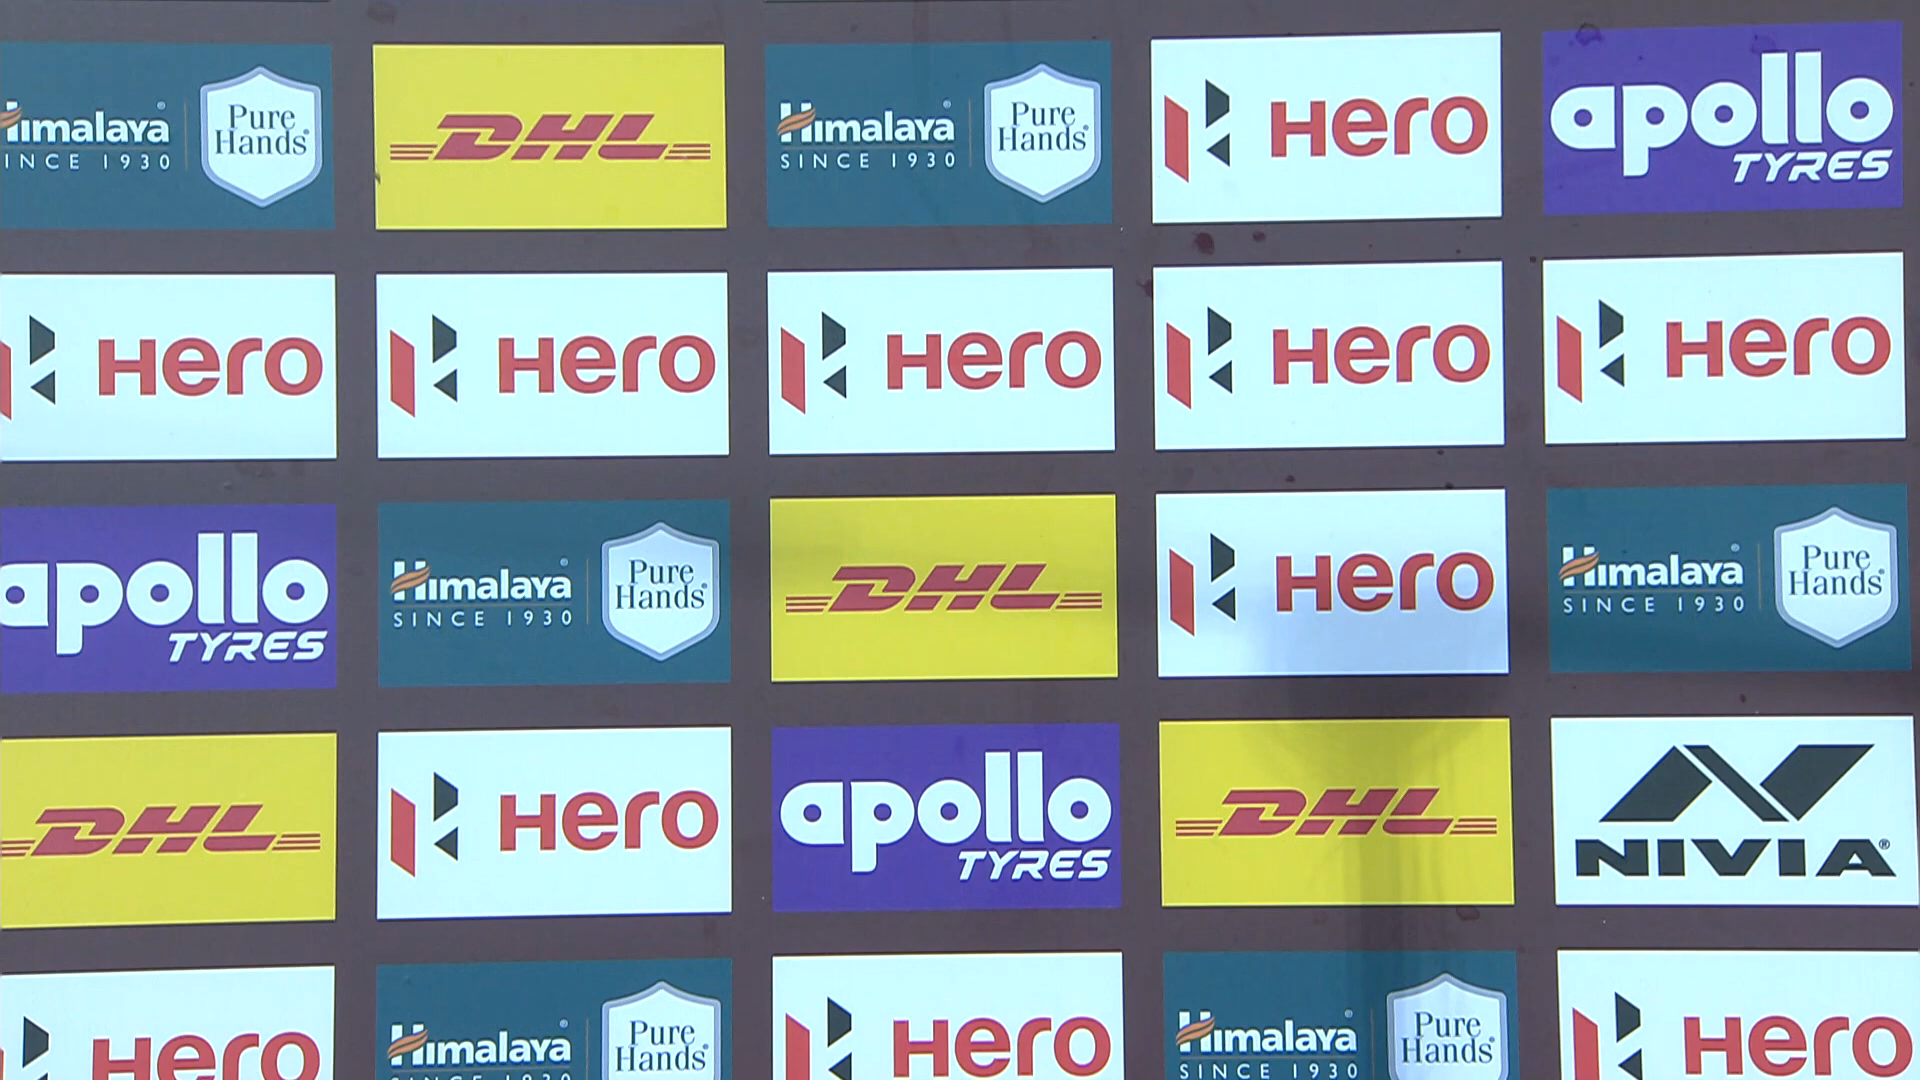 Himalaya
INCE 1930
Pure
Hands®
DHL
Himalaya®
SINCE 1930
Pure
Hands®
Hero
apollo
TYRES
Hero
Hero
Hero
Hero
Hero
apollo
TYRES
Himalaya®
SINCE 1930
Pure
Hands®
DHL
Hero
Himalaya®
SINCE 1930
Pure
Hands®
DHL
Hero
apollo
TYRES
DHL
NIVIA®
Hero
Himalaya®
SINCE 1930
Pure
Hands®
Hero
Himalaya®
SINCE 1930
Pure
Hands®
Hero